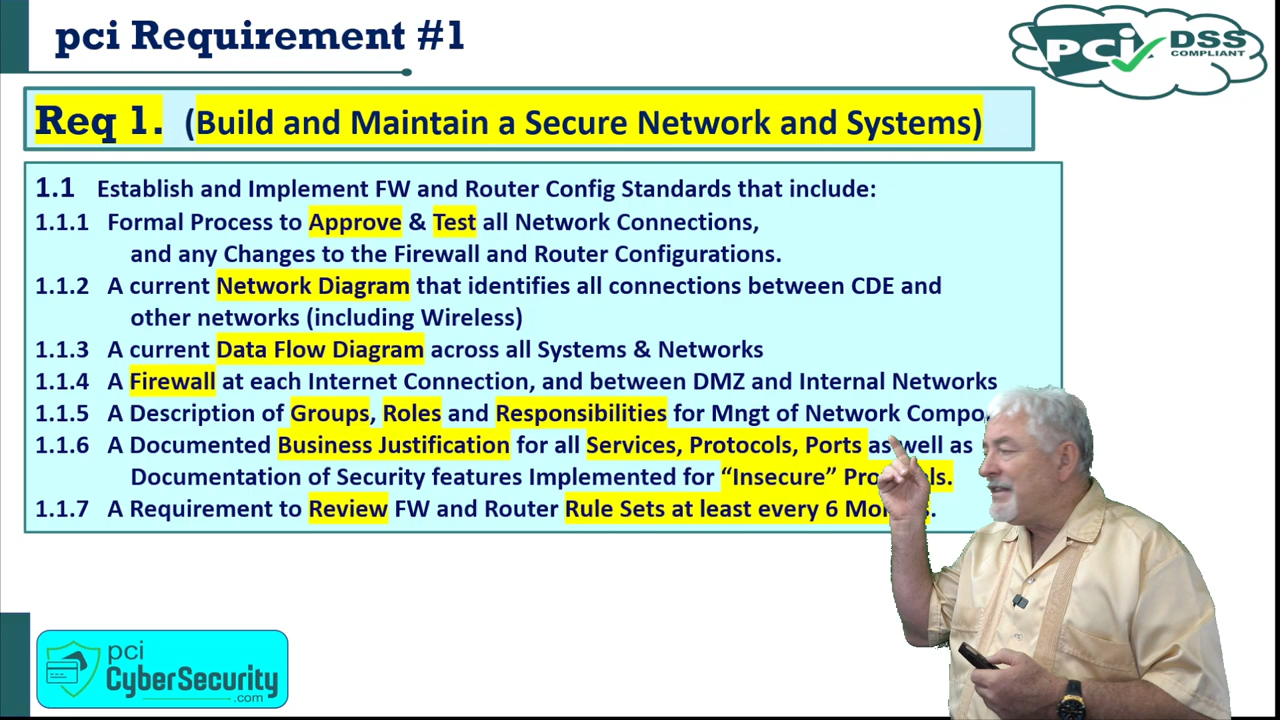 pci Requirement #1
PCI DSS
COMPLIANT
Req 1. (Build and Maintain a Secure Network and Systems)
1.1 Establish and Implement FW and Router Config Standards that include:
1.1.1 Formal Process to Approve & Test all Network Connections,
and any Changes to the Firewall and Router Configurations.
1.1.2 A current Network Diagram that identifies all connections between CDE and
other networks (including Wireless)
1.1.3 A current Data Flow Diagram across all Systems & Networks
1.1.4 A Firewall at each Internet Connection, and between DMZ and Internal Networks
1.1.5 A Description of Groups, Roles and Responsibilities for Mngt of Network
1.1.6 A Documented Business Justification for all Services, Protocols, Ports as well as
Documentation of Security features Implemented for “Insecure”
1.1.7 A Requirement to Review FW and Router Rule Sets at least every 6
pci
CyberSecurity
.com